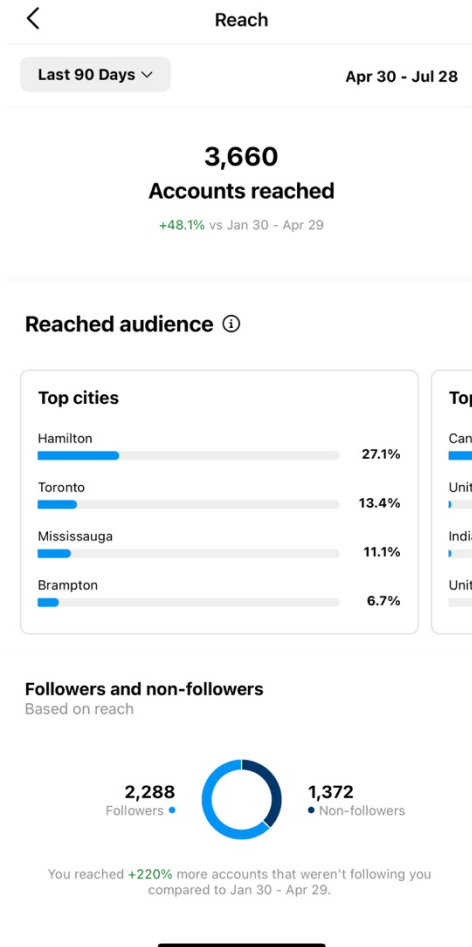 Reach
Last 90 Days
Apr 30 - Jul 28
3,660
Accounts reached
+48.1% vs Jan 30 - Apr 29
Reached audience
Top cities
Hamilton
27.1%
Toronto
13.4%
Mississauga
11.1%
Brampton
6.7%
Followers and non-followers
Based on reach
2,288
Followers
1,372
Non-followers
You reached +220% more accounts that weren't following you
compared to Jan 30 - Apr 29.